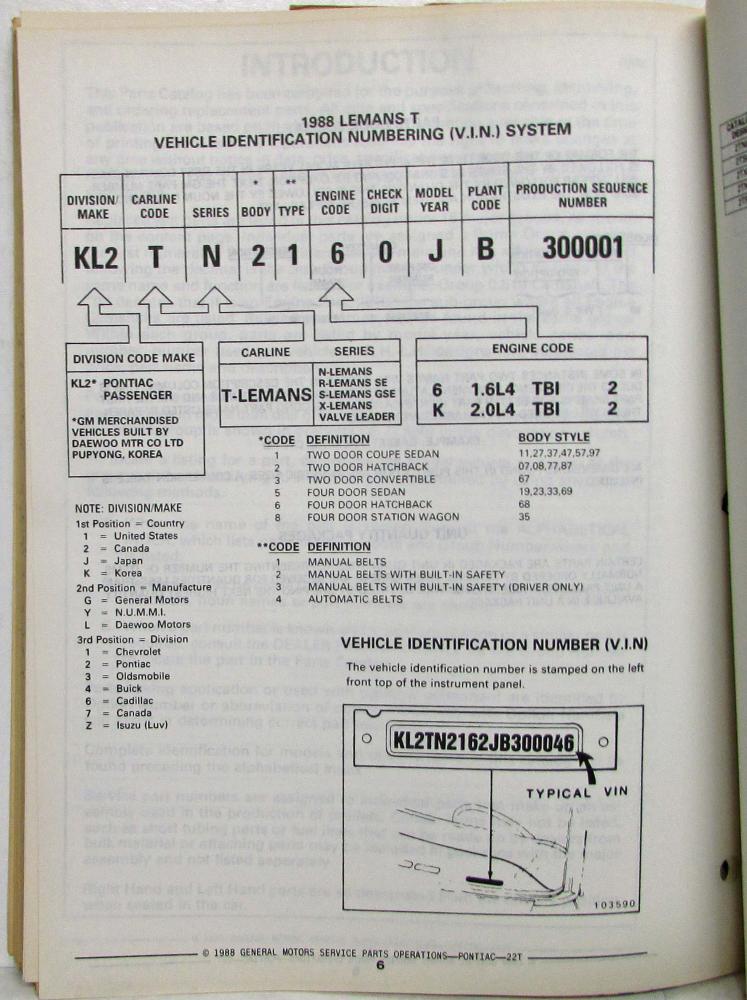 1988 LEMANS T
VEHICLE IDENTIFICATION NUMBERING (V.I.N.) SYSTEM
DIVISION/ MAKE
CARLINE CODE
SERIES
* BODY
** TYPE
ENGINE CODE
CHECK DIGIT
MODEL YEAR
PLANT CODE
PRODUCTION SEQUENCE NUMBER
KL2 T N 2 1 6 0 J B 300001
DIVISION CODE MAKE
KL2* PONTIAC
PASSENGER
*GM MERCHANDISED
VEHICLES BUILT BY
DAEWOO MTR CO LTD
PUPYONG, KOREA
CARLINE SERIES
T-LEMANS
N-LEMANS
R-LEMANS SE
S-LEMANS GSE
X-LEMANS
VALVE LEADER
ENGINE CODE
6 1.6L4 TBI 2
K 2.0L4 TBI 2
*CODE DEFINITION BODY STYLE
1 TWO DOOR COUPE SEDAN 11,27,37,47,57,97
2 TWO DOOR HATCHBACK 07,08,77,87
3 TWO DOOR CONVERTIBLE 67
5 FOUR DOOR SEDAN 19,23,33,69
6 FOUR DOOR HATCHBACK 68
8 FOUR DOOR STATION WAGON 35
**CODE DEFINITION
1 MANUAL BELTS
2 MANUAL BELTS WITH BUILT-IN SAFETY
3 MANUAL BELTS WITH BUILT-IN SAFETY (DRIVER ONLY)
4 AUTOMATIC BELTS
NOTE: DIVISION/MAKE
1st Position = Country
1 = United States
2 = Canada
J = Japan
K = Korea
2nd Position = Manufacture
G = General Motors
Y = N.U.M.M.I.
L = Daewoo Motors
3rd Position = Division
1 = Chevrolet
2 = Pontiac
3 = Oldsmobile
4 = Buick
6 = Cadillac
7 = Canada
Z = Isuzu (Luv)
VEHICLE IDENTIFICATION NUMBER (V.I.N)
The vehicle identification number is stamped on the left
front top of the instrument panel.
KL2TN2162JB300046
TYPICAL VIN
103590
© 1988 GENERAL MOTORS SERVICE PARTS OPERATIONS—PONTIAC—22T
6